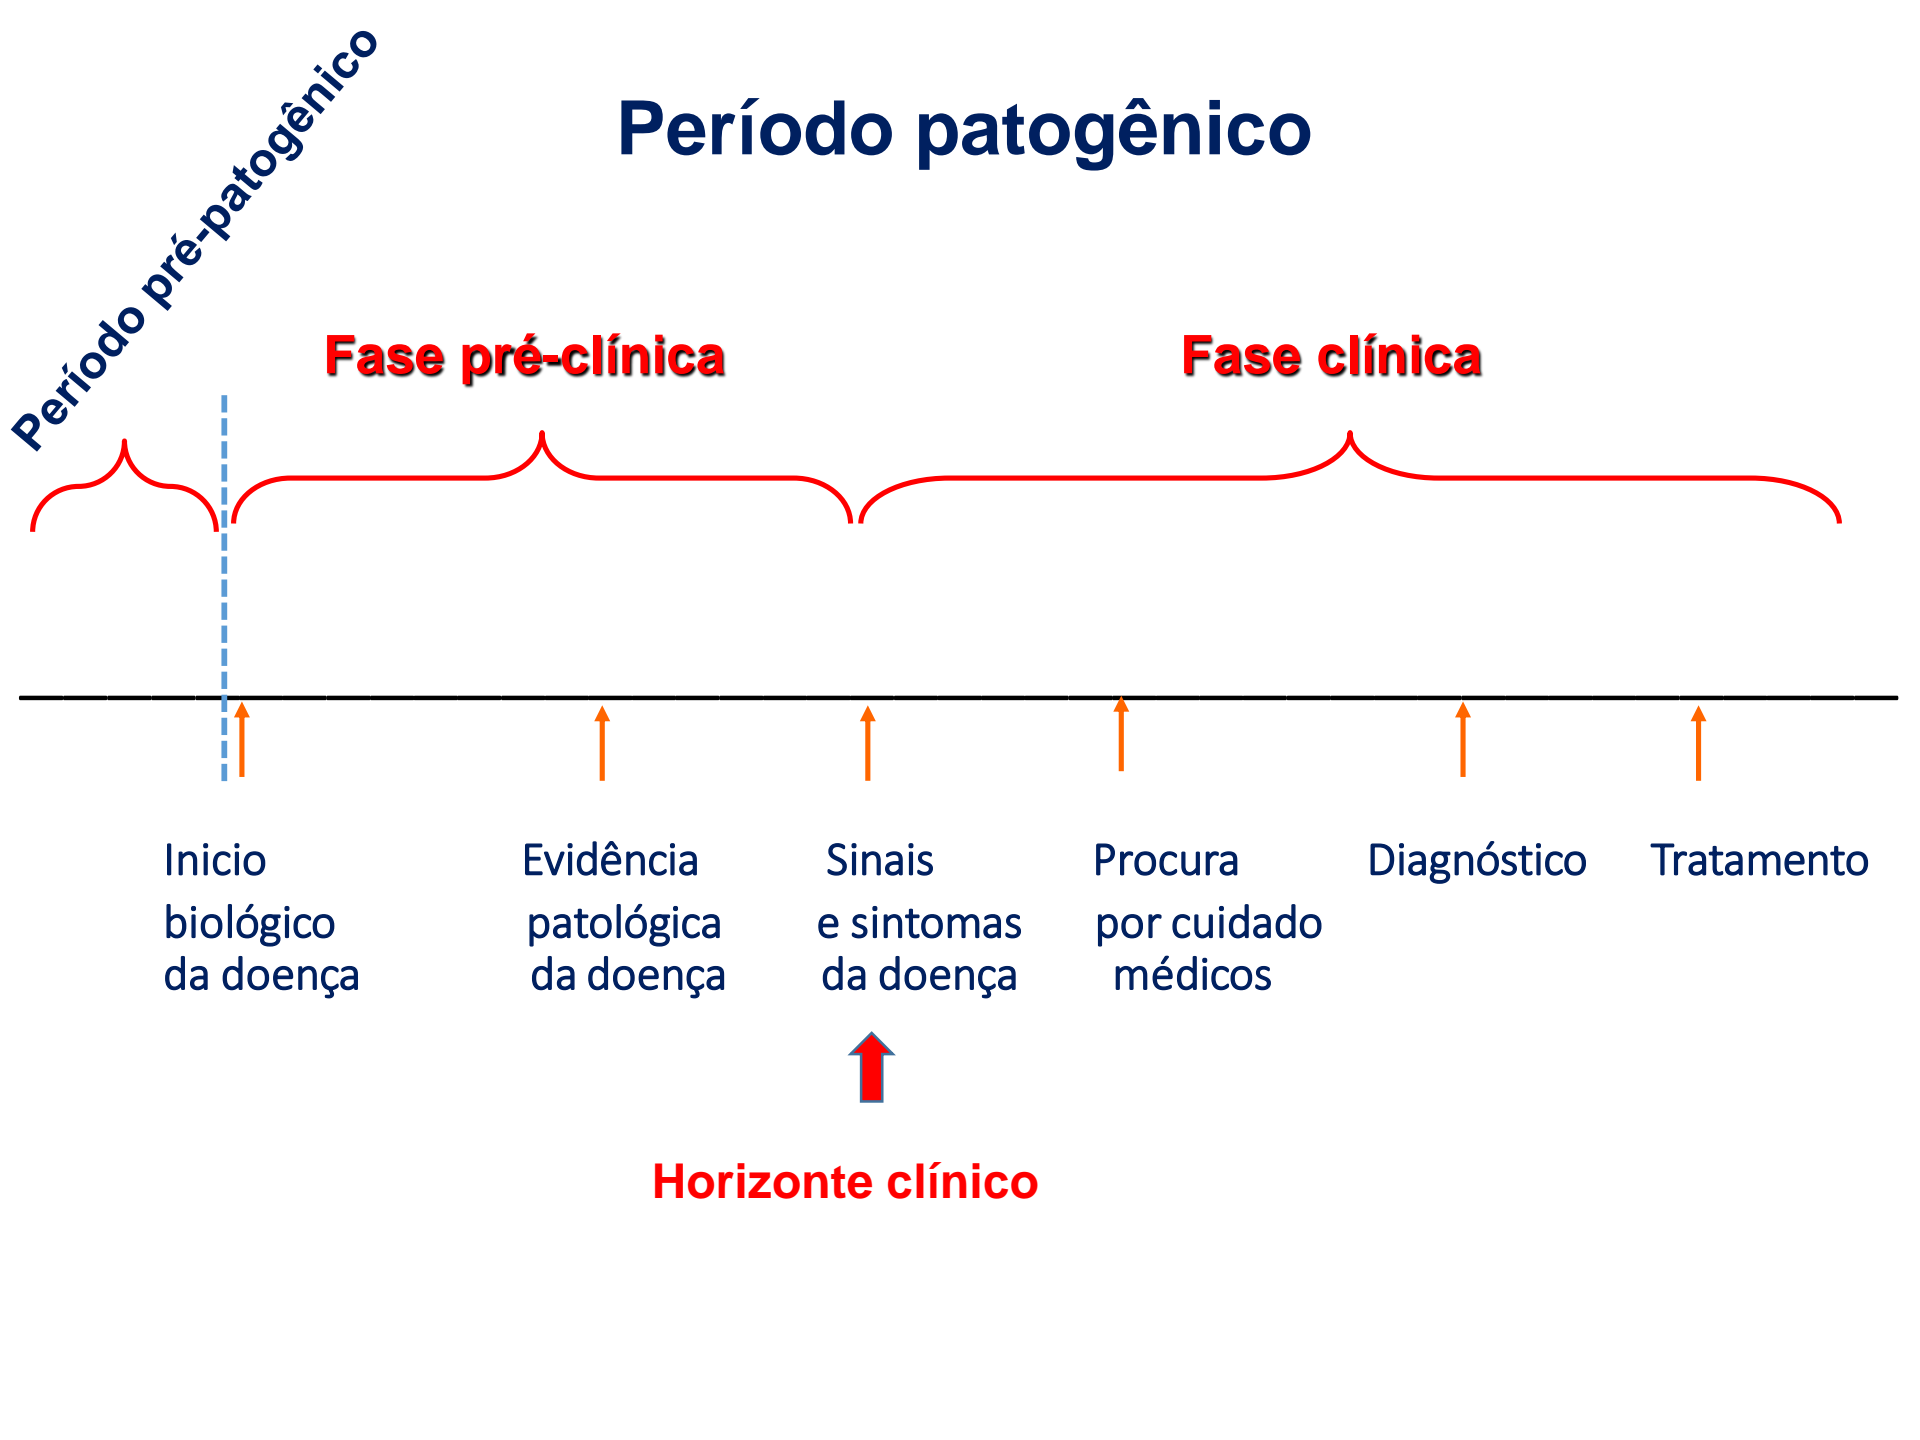 Período pré-patogênico
Período patogênico
Fase pré-clínica
Fase clínica
Inicio
biológico
da doença
Evidência
patológica
da doença
Sinais
e sintomas
da doença
Procura
por cuidado
médicos
Diagnóstico
Tratamento
Horizonte clínico